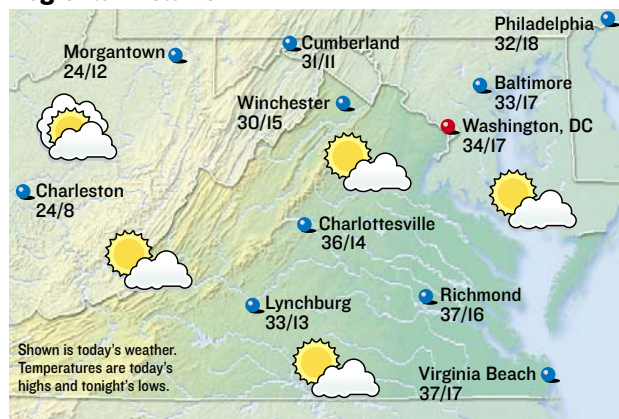 Philadelphia
32/18
Morgantown
24/12
Cumberland
31/11
Baltimore
33/17
Winchester
30/15
Washington, DC
34/17
Charleston
24/8
Charlottesville
36/14
Lynchburg
33/13
Richmond
37/16
Shown is today's weather.
Temperatures are today's
highs and tonight's lows.
Virginia Beach
37/17